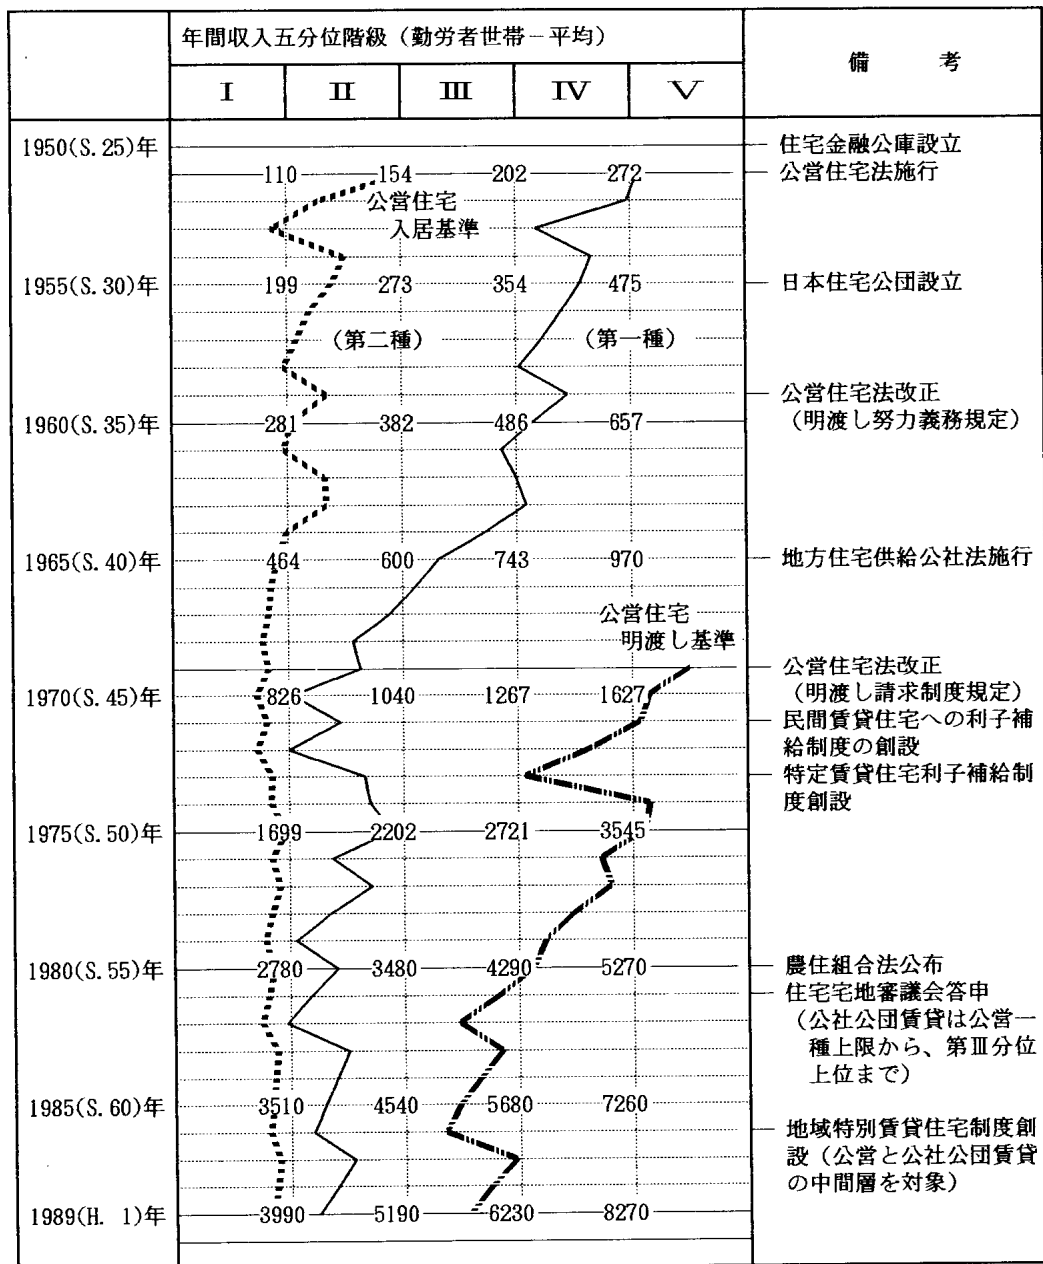 年間収入五分位階級（勤労者世帯－平均）
備　考
I II III IV V
1950(S.25)年 住宅金融公庫設立
110 154 202 272 公営住宅法施行
公営住宅
入居基準
1955(S.30)年 199 273 354 475 日本住宅公団設立
（第二種） （第一種）
公営住宅法改正
1960(S.35)年 281 382 486 657 （明渡し努力義務規定）
1965(S.40)年 464 600 743 970 地方住宅供給公社法施行
公営住宅
明渡し基準
公営住宅法改正
1970(S.45)年 826 1040 1267 1627 （明渡し請求制度規定）
民間賃貸住宅への利子補
給制度の創設
特定賃貸住宅利子補給制
度創設
1975(S.50)年 1699 2202 2721 3545
1980(S.55)年 2780 3480 4290 5270 農住組合法公布
住宅宅地審議会答申
（公社公団賃貸は公営一
種上限から、第Ⅲ分位
上位まで）
1985(S.60)年 3510 4540 5680 7260
地域特別賃貸住宅制度創
設（公営と公社公団賃貸
の中間層を対象）
1989(H. 1)年 3990 5190 6230 8270